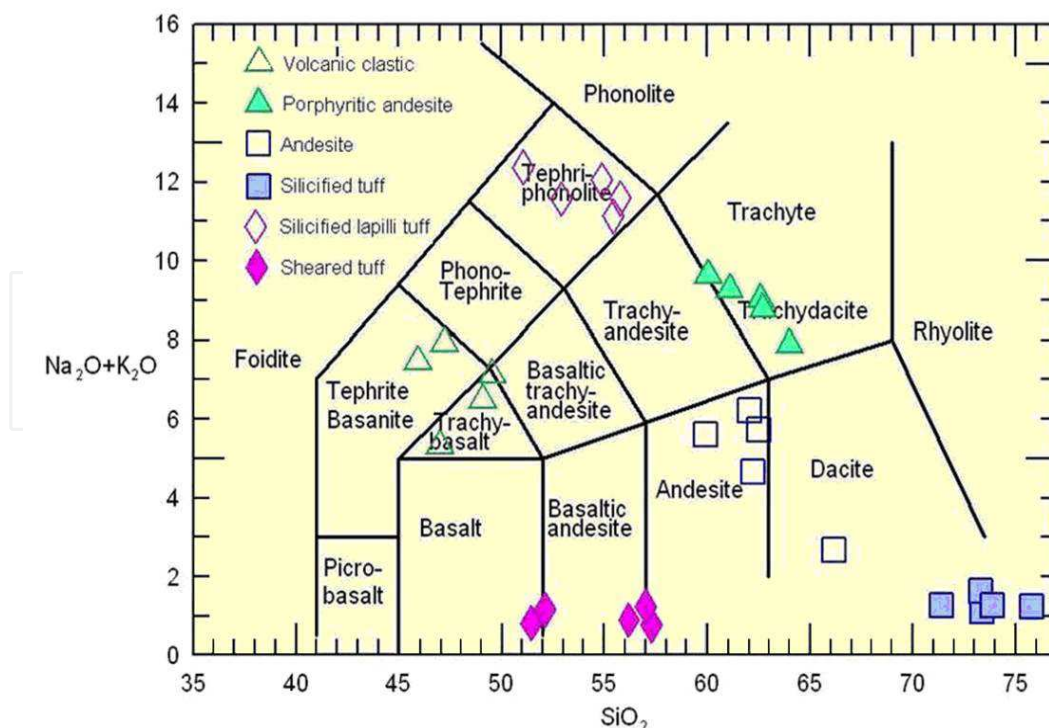 16
14
12
10
8
6
4
2
0
Na₂O+K₂O
Volcanic clastic
Porphyritic andesite
Andesite
Silicified tuff
Silicified lapilli tuff
Sheared tuff
Phonolite
Tephri-
phonolite
Trachyte
Phono-
Tephrite
Trachy-
andesite
Trachydacite
Rhyolite
Foidite
Tephrite
Basanite
Basaltic
trachy-
andesite
Trachy-
basalt
Dacite
Andesite
Basaltic
andesite
Basalt
Picro-
basalt
35 40 45 50 55 60 65 70 75
SiO₂